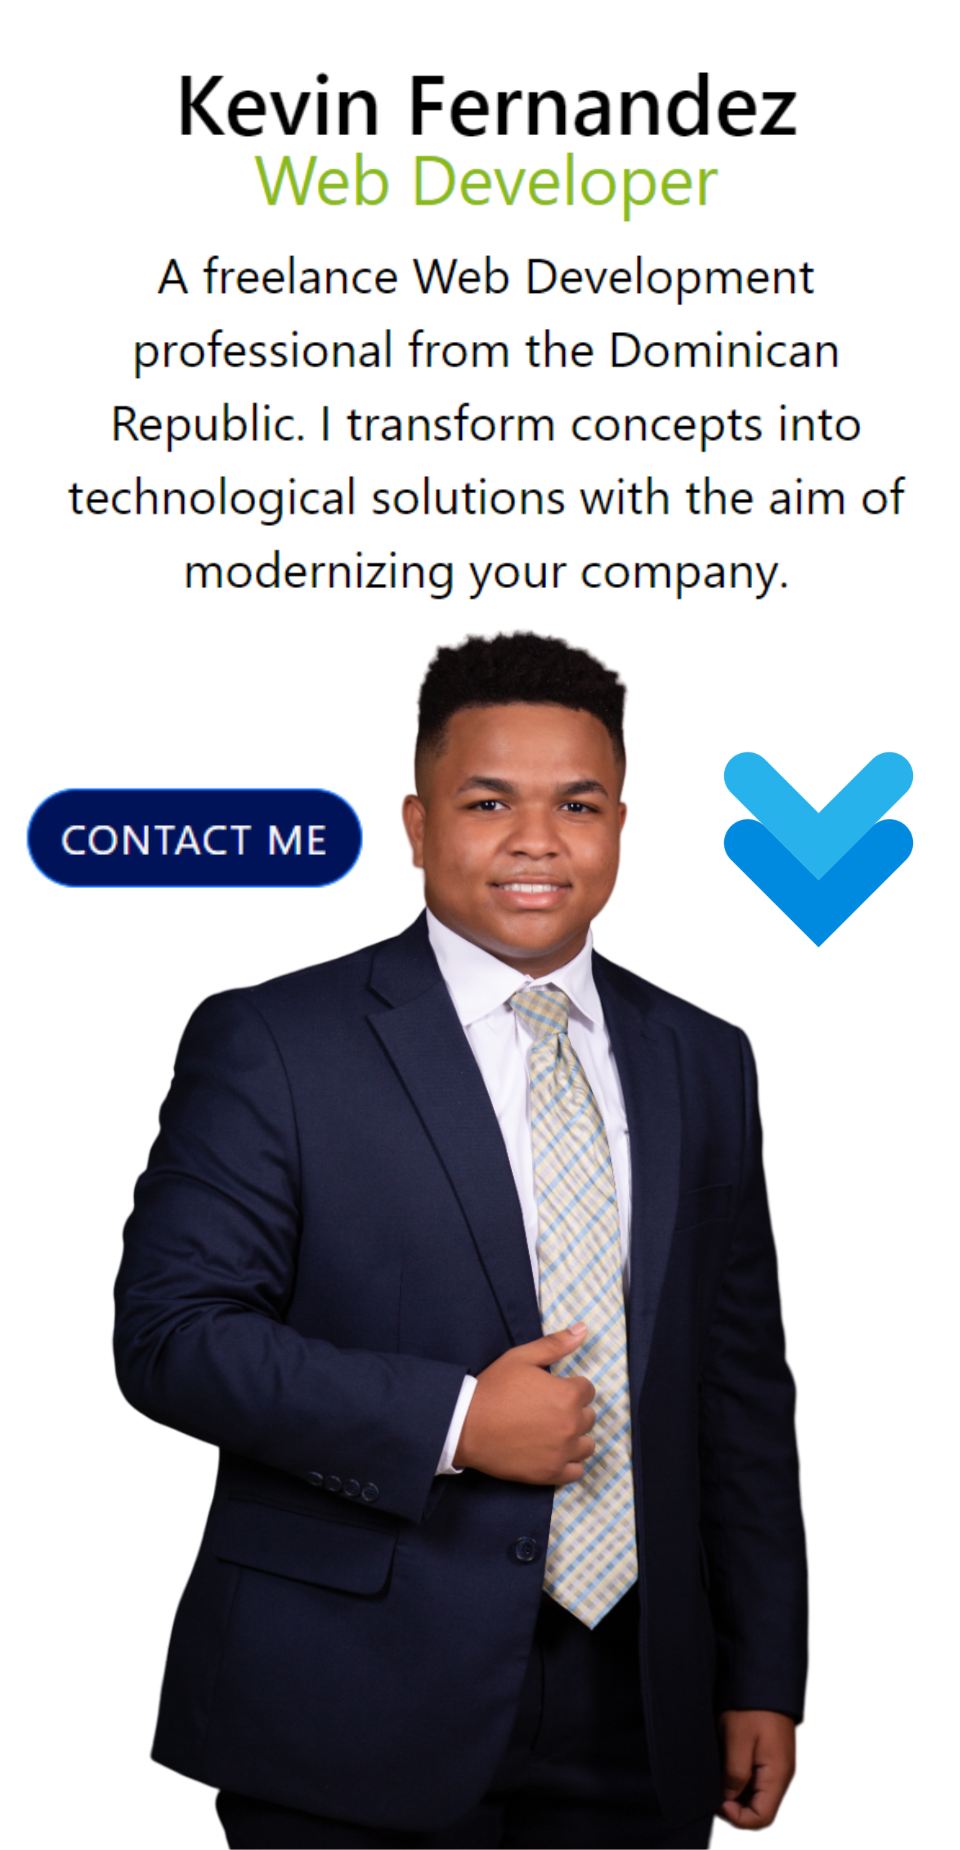 Kevin Fernandez
Web Developer
A freelance Web Development
professional from the Dominican
Republic. I transform concepts into
technological solutions with the aim of
modernizing your company.
CONTACT ME